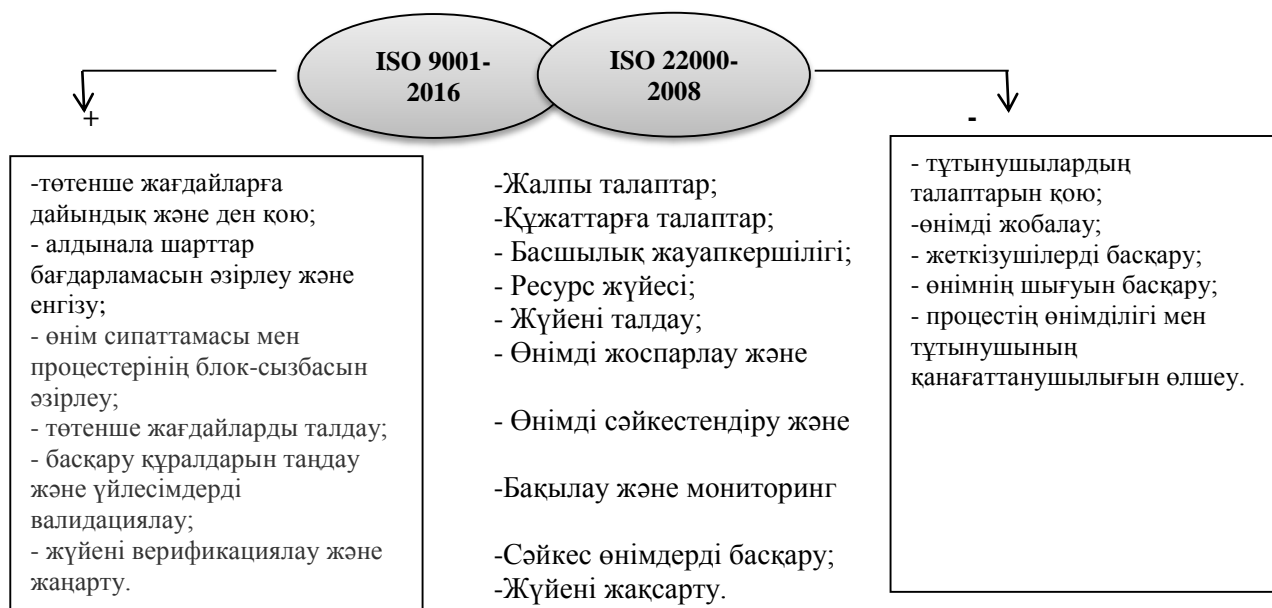 ISO 9001-
2016
ISO 22000-
2008
+
-
-төтенше жағдайларға
дайындық және ден қою;
- алдынала шарттар
бағдарламасын әзірлеу және
енгізу;
- өнім сипаттамасы мен
процестерінің блок-сызбасын
әзірлеу;
- төтенше жағдайларды талдау;
- басқару құралдарын таңдау
және үйлесімдерді
валидациялау;
- жүйені верификациялау және
жаңарту.
-Жалпы талаптар;
-Құжаттарға талаптар;
- Басшылық жауапкершілігі;
- Ресурс жүйесі;
- Жүйені талдау;
- Өнімді жоспарлау және
- Өнімді сәйкестендіру және
-Бақылау және мониторинг
-Сәйкес өнімдерді басқару;
-Жүйені жақсарту.
- тұтынушылардың
талаптарын қою;
-өнімді жобалау;
- жеткізушілерді басқару;
- өнімнің шығуын басқару;
- процестің өнімділігі мен
тұтынушының
қанағаттанушылығын өлшеу.